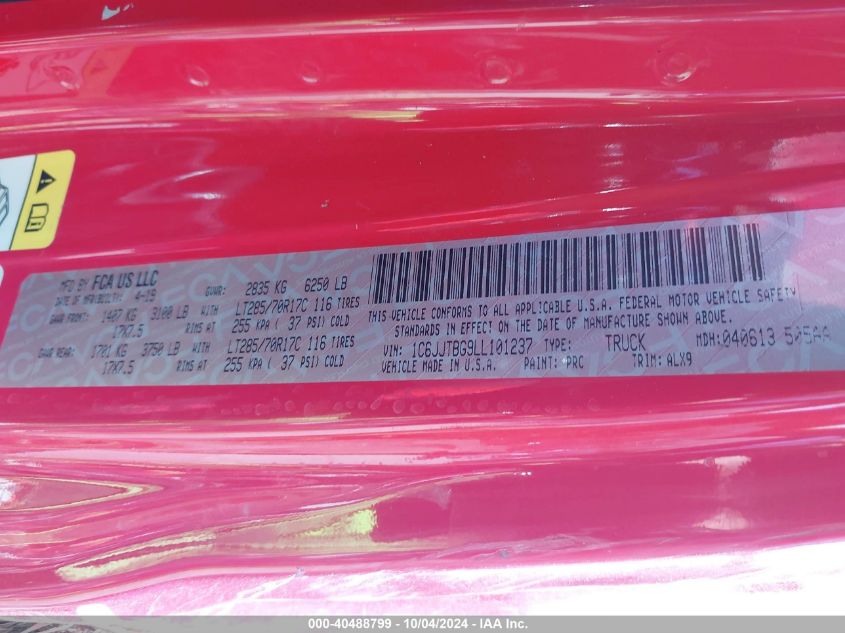 MFD BY FCA US LLC
DATE OF MFR(BUILT): 4-19
GVWR: 2835 KG 6250 LB
GAWR FRONT: 1407 KG 3100 LB WITH LT285/70R17C 116 TIRES
17X7.5 RIMS AT 255 KPA ( 37 PSI) COLD
GAWR REAR: 1701 KG 3750 LB WITH LT285/70R17C 116 TIRES
17X7.5 RIMS AT 255 KPA ( 37 PSI) COLD
THIS VEHICLE CONFORMS TO ALL APPLICABLE U.S.A. FEDERAL MOTOR VEHICLE SAFETY
STANDARDS IN EFFECT ON THE DATE OF MANUFACTURE SHOWN ABOVE.
VIN: 1C6JJTBG9LL101237 TYPE: TRUCK MDH:040613 505AA
VEHICLE MADE IN U.S.A. PAINT: PRC TRIM: ALX9
000-40488799 - 10/04/2024 - IAA Inc.